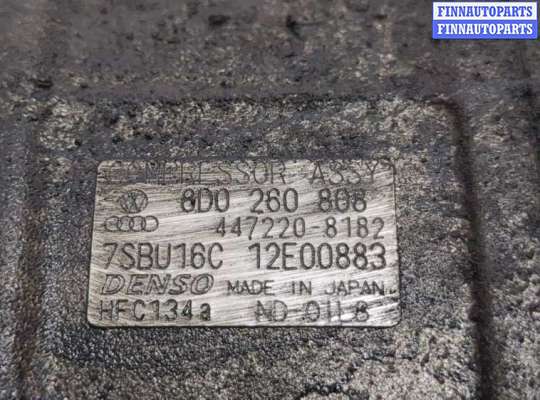 FINNAUTOPARTS
FINNAUTOPARTS
COMPRESSOR ASSY
8D0 260 808
447220-8182
7SBU16C 12E00883
DENSO MADE IN JAPAN
HFC134a ND-OIL8